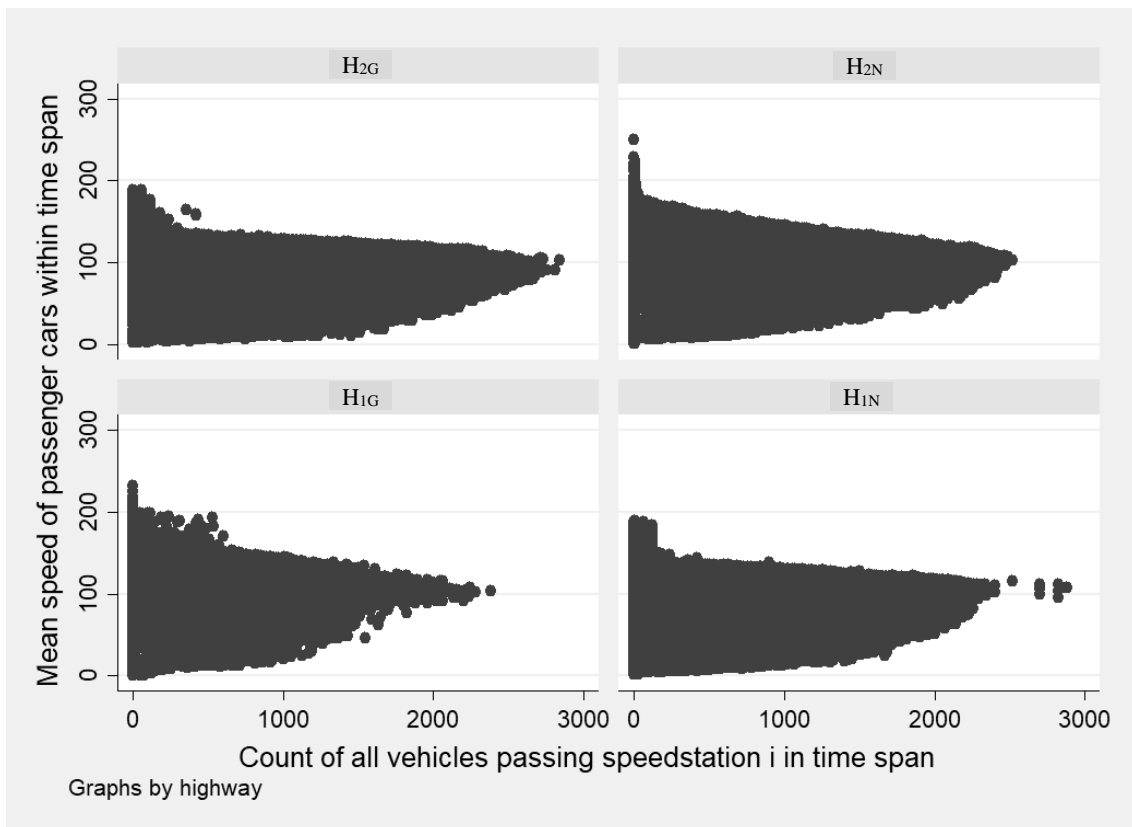 H2G
H2N
300
200
100
0
H1G
H1N
300
200
100
0
0 1000 2000 3000 0 1000 2000 3000
Mean speed of passenger cars within time span
Count of all vehicles passing speedstation i in time span
Graphs by highway